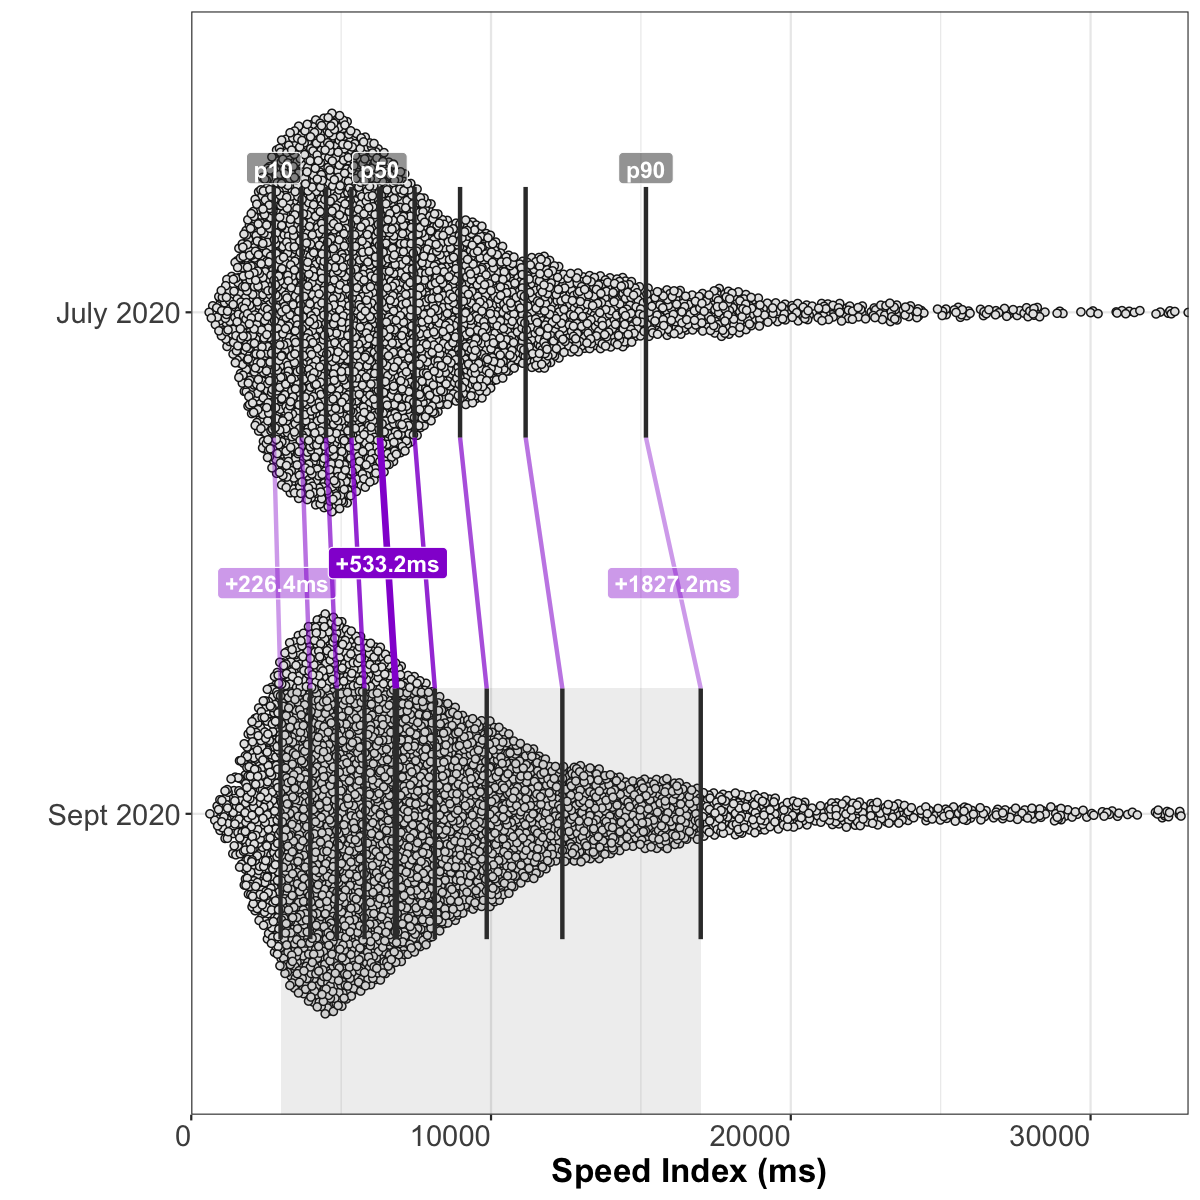 p10 p50 p90
July 2020
+533.2ms
+226.4ms +1827.2ms
Sept 2020
0 10000 20000 30000
Speed Index (ms)